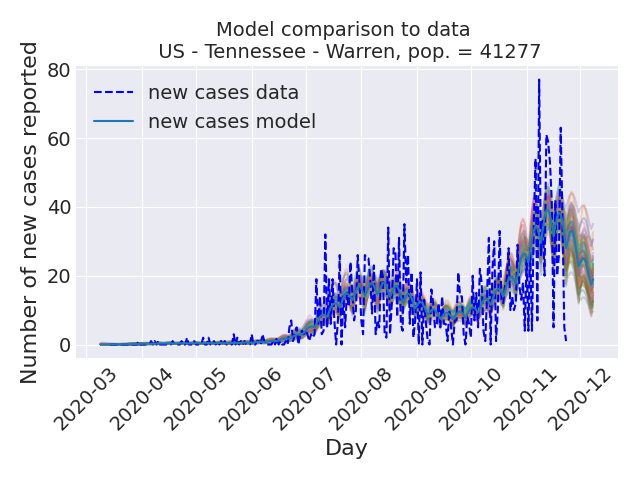 Model comparison to data
US - Tennessee - Warren, pop. = 41277
Number of new cases reported
80
60
40
20
0
new cases data
new cases model
2020-03
2020-04
2020-05
2020-06
2020-07
2020-08
2020-09
2020-10
2020-11
2020-12
Day